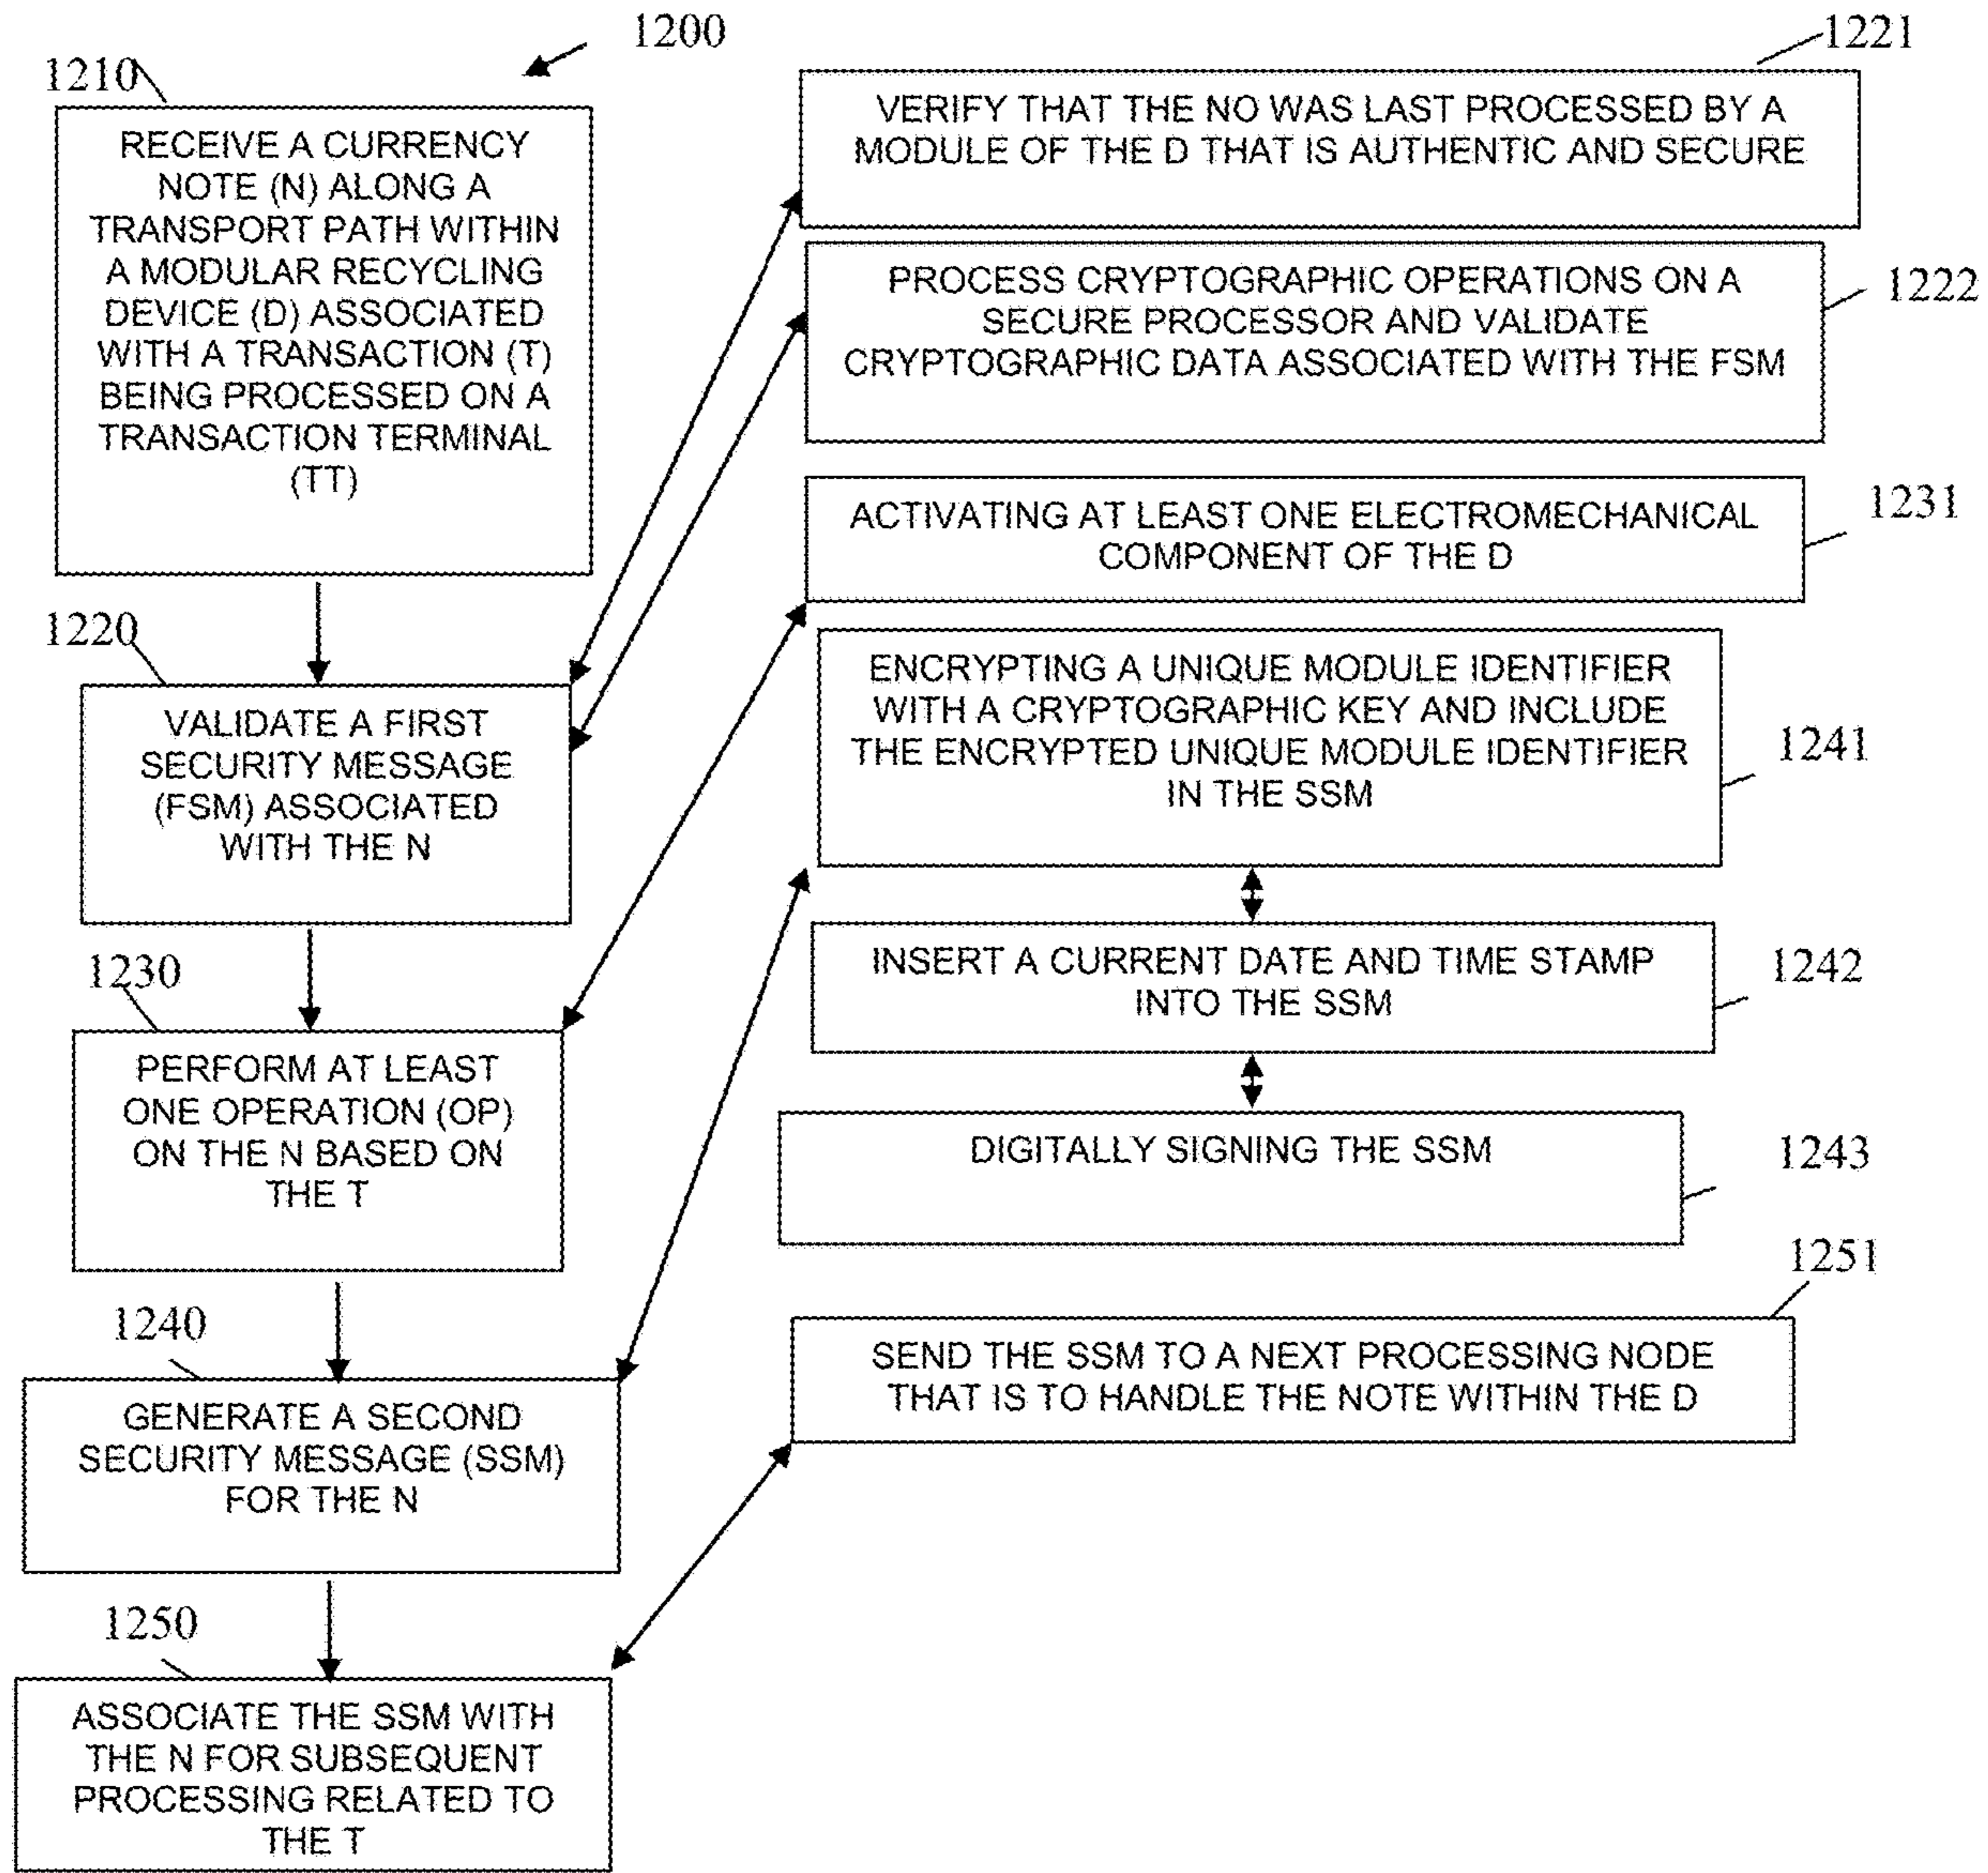 1200
1210
RECEIVE A CURRENCY
NOTE (N) ALONG A
TRANSPORT PATH WITHIN
A MODULAR RECYCLING
DEVICE (D) ASSOCIATED
WITH A TRANSACTION (T)
BEING PROCESSED ON A
TRANSACTION TERMINAL
(TT)
1220
VALIDATE A FIRST
SECURITY MESSAGE
(FSM) ASSOCIATED
WITH THE N
1230
PERFORM AT LEAST
ONE OPERATION (OP)
ON THE N BASED ON
THE T
1240
GENERATE A SECOND
SECURITY MESSAGE (SSM)
FOR THE N
1250
ASSOCIATE THE SSM WITH
THE N FOR SUBSEQUENT
PROCESSING RELATED TO
THE T
1221
VERIFY THAT THE NO WAS LAST PROCESSED BY A
MODULE OF THE D THAT IS AUTHENTIC AND SECURE
1222
PROCESS CRYPTOGRAPHIC OPERATIONS ON A
SECURE PROCESSOR AND VALIDATE
CRYPTOGRAPHIC DATA ASSOCIATED WITH THE FSM
1231
ACTIVATING AT LEAST ONE ELECTROMECHANICAL
COMPONENT OF THE D
1241
ENCRYPTING A UNIQUE MODULE IDENTIFIER
WITH A CRYPTOGRAPHIC KEY AND INCLUDE
THE ENCRYPTED UNIQUE MODULE IDENTIFIER
IN THE SSM
1242
INSERT A CURRENT DATE AND TIME STAMP
INTO THE SSM
1243
DIGITALLY SIGNING THE SSM
1251
SEND THE SSM TO A NEXT PROCESSING NODE
THAT IS TO HANDLE THE NOTE WITHIN THE D